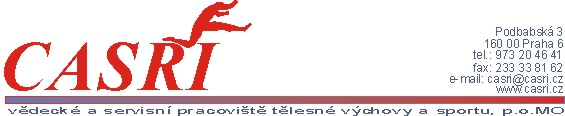 CASRI
Podbabská 3
160 00 Praha 6
tel.: 973 20 46 41
fax: 233 33 81 62
e-mail: casri@casri.cz
www.casri.cz
vědecké a servisní pracoviště tělesné výchovy a sportu, p.o.MO